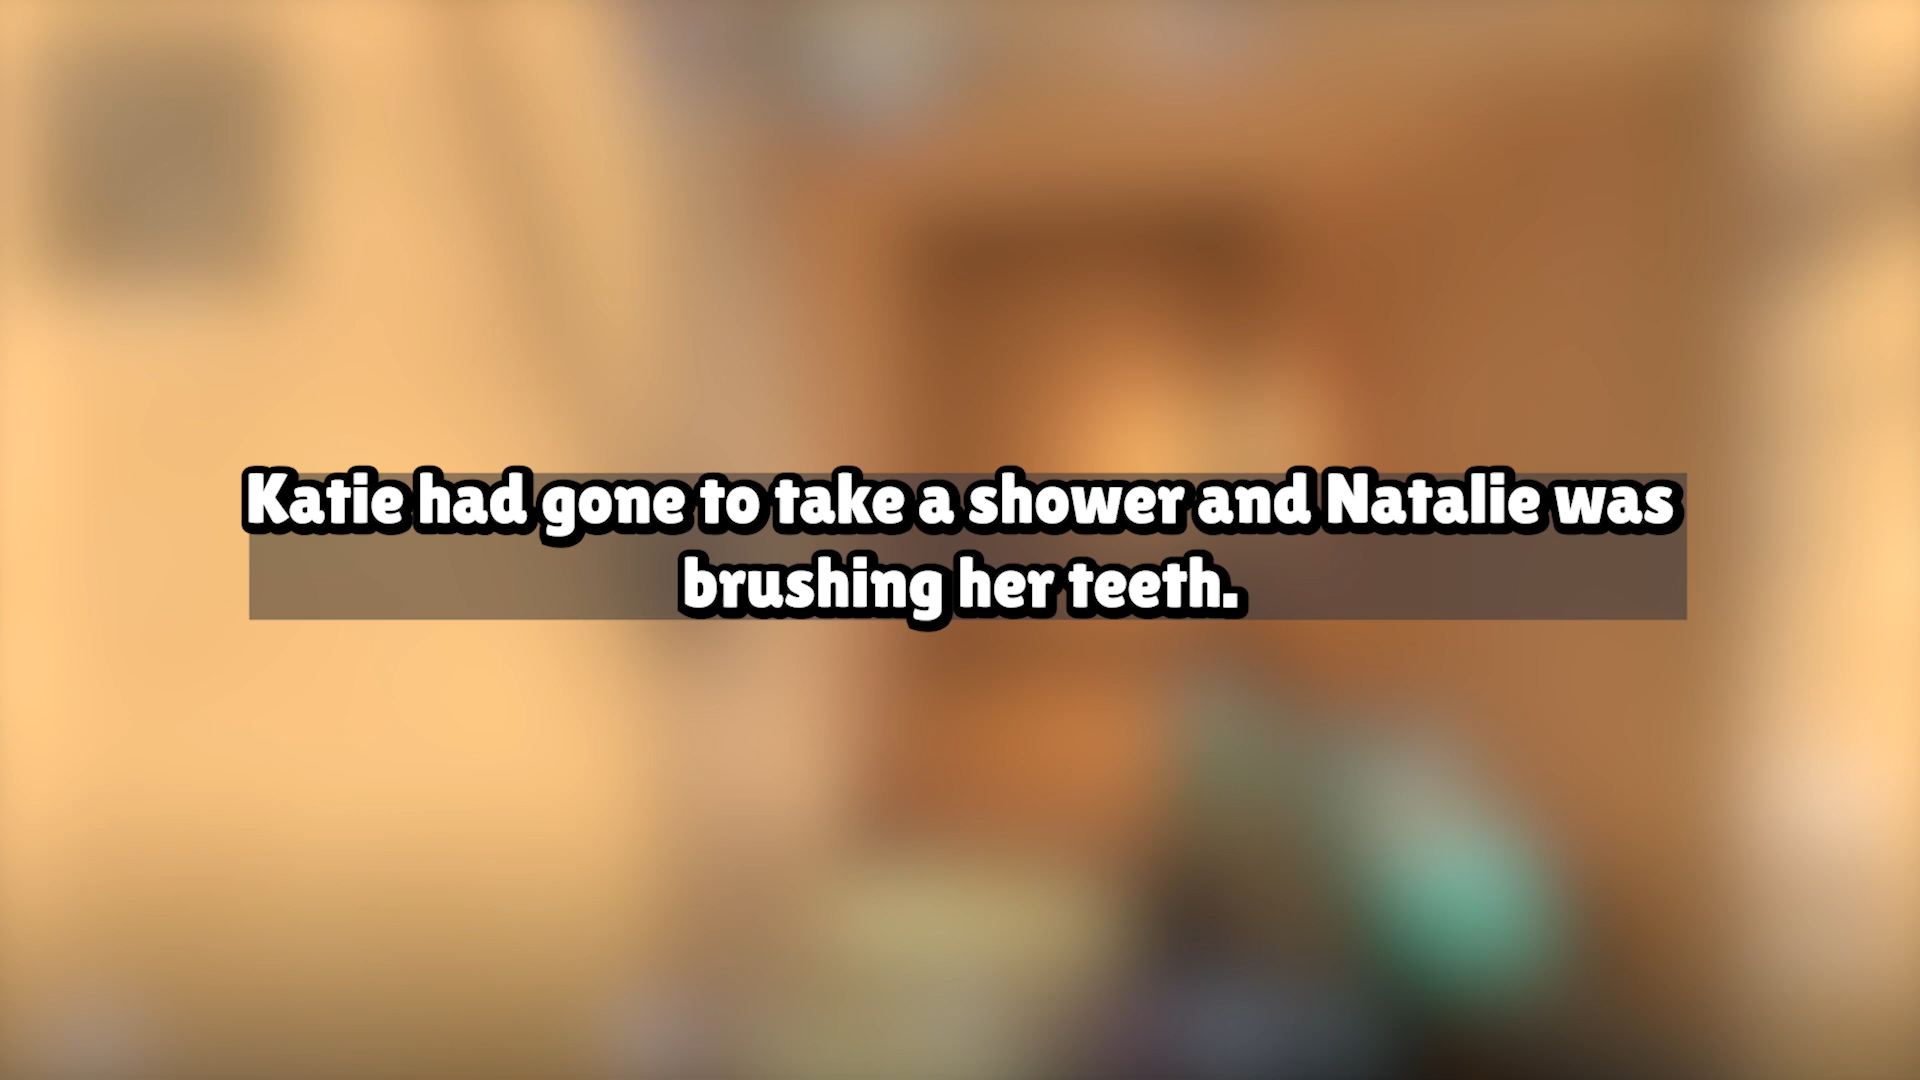 Katie had gone to take a shower and Natalie was
brushing her teeth.